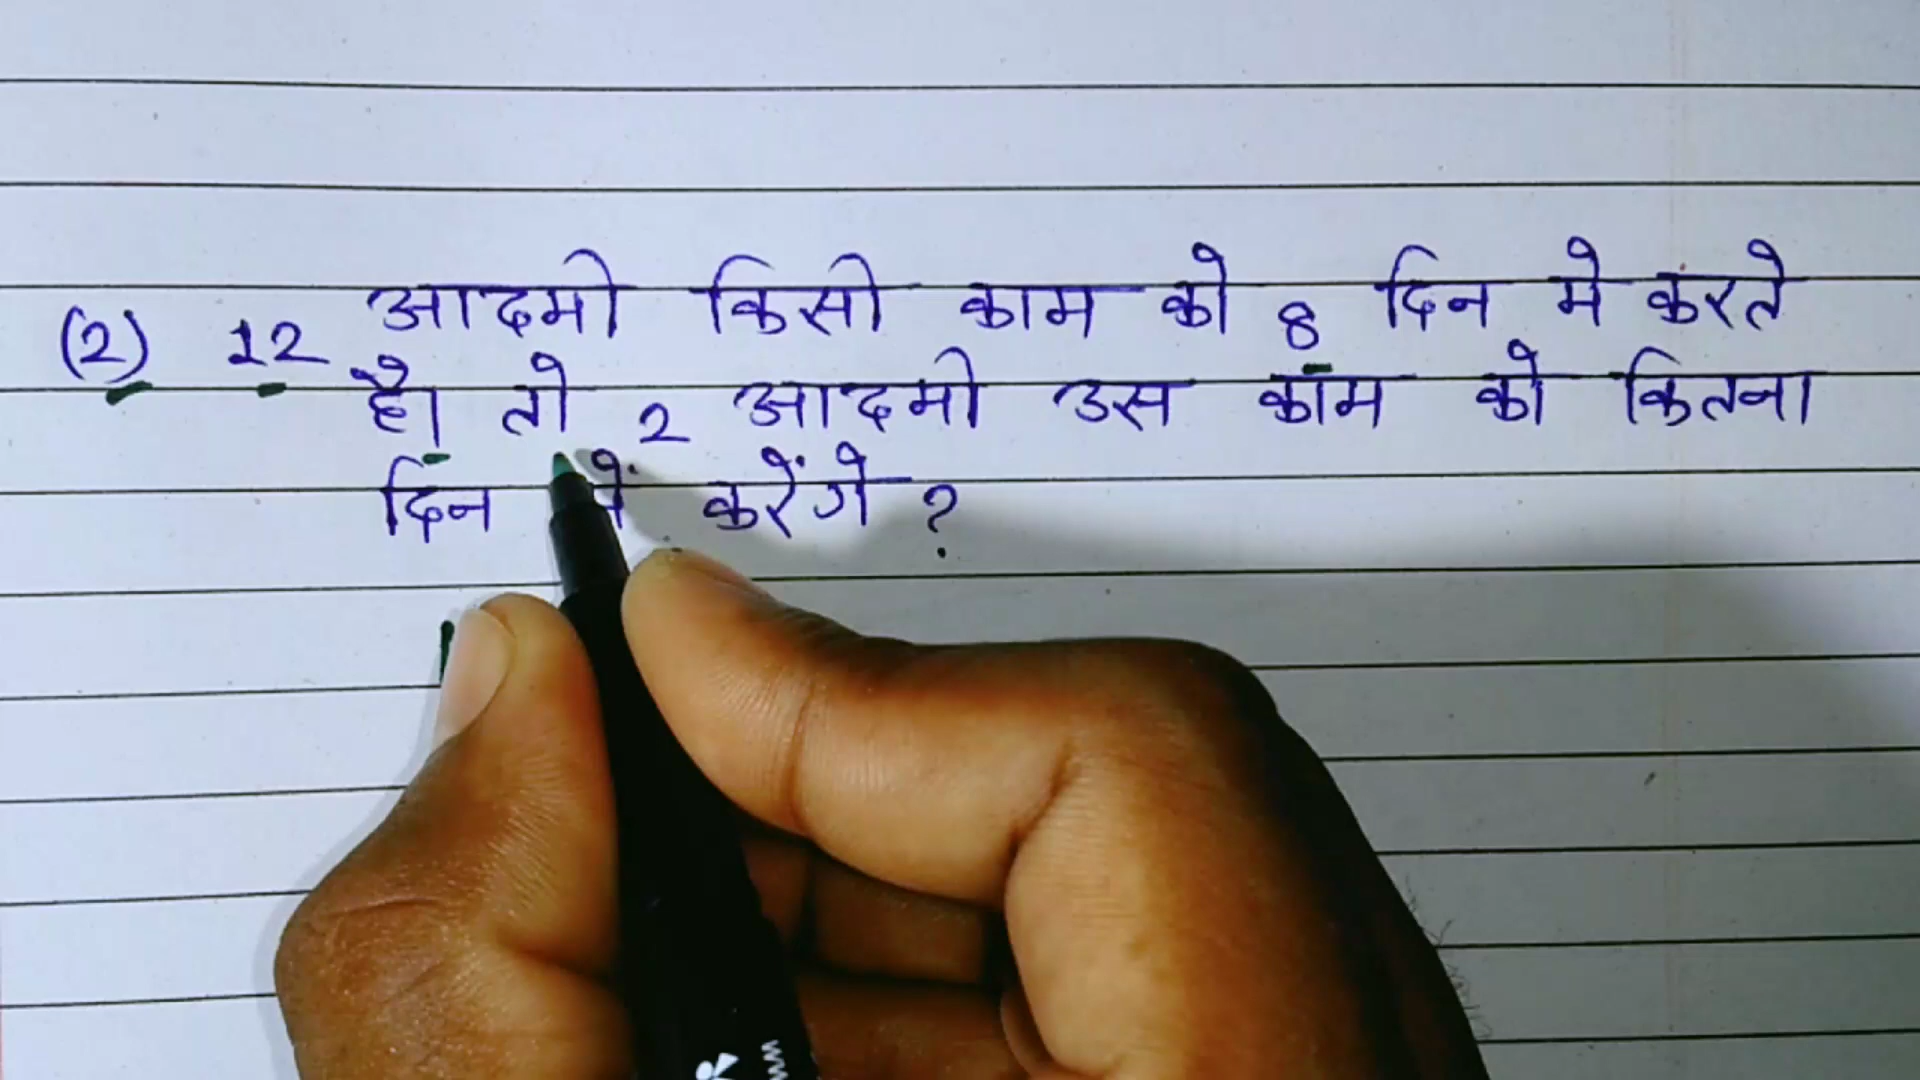 (2) 12 आदमी किसी काम को 8 दिन मे करते
है। तो 2 आदमी उस काम को कितना
दिन में करेंगे ?